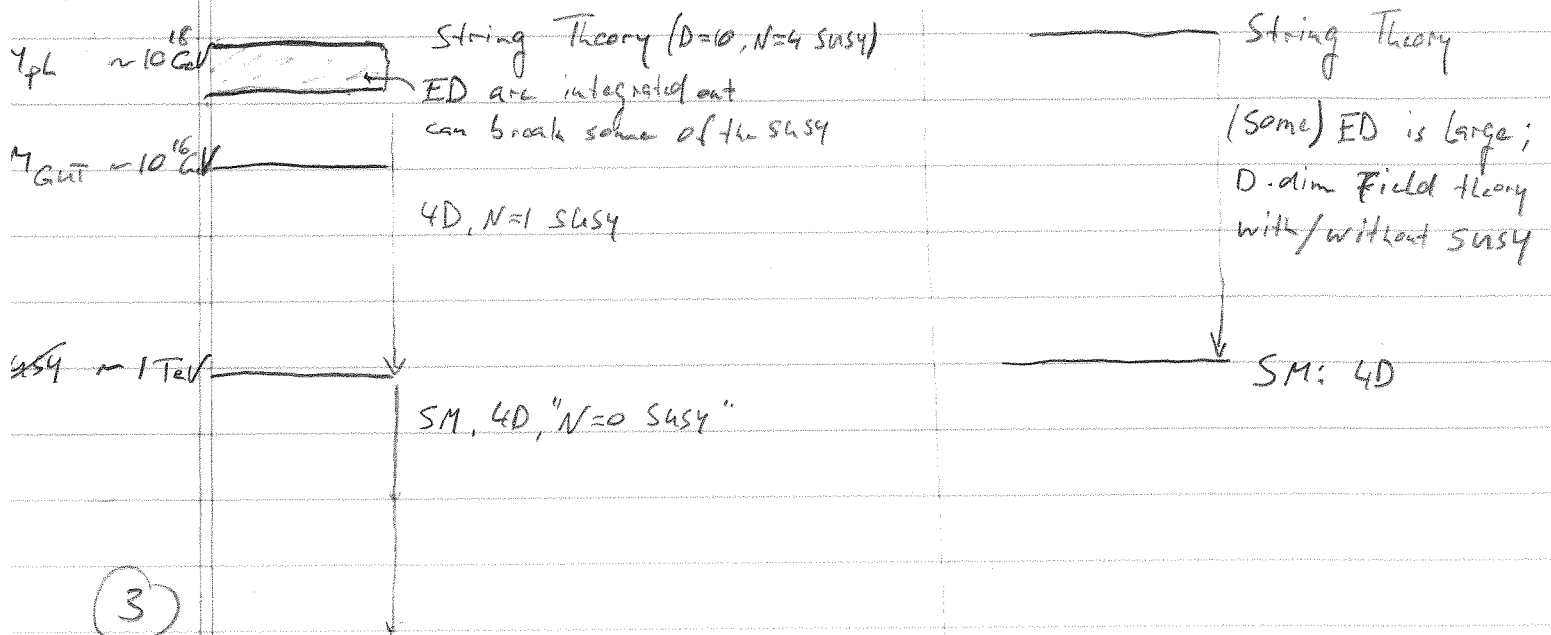 M_Pl ~ 10^18 GeV String Theory (D=10, N=4 SUSY)
ED are integrated out
can break some of the SUSY
M_GUT ~ 10^16 GeV
4D, N=1 SUSY
SUSY ~ 1 TeV
SM, 4D, "N=0 SUSY"
3
String Theory
(Some) ED is large;
D.dim Field theory
with/without SUSY
SM: 4D